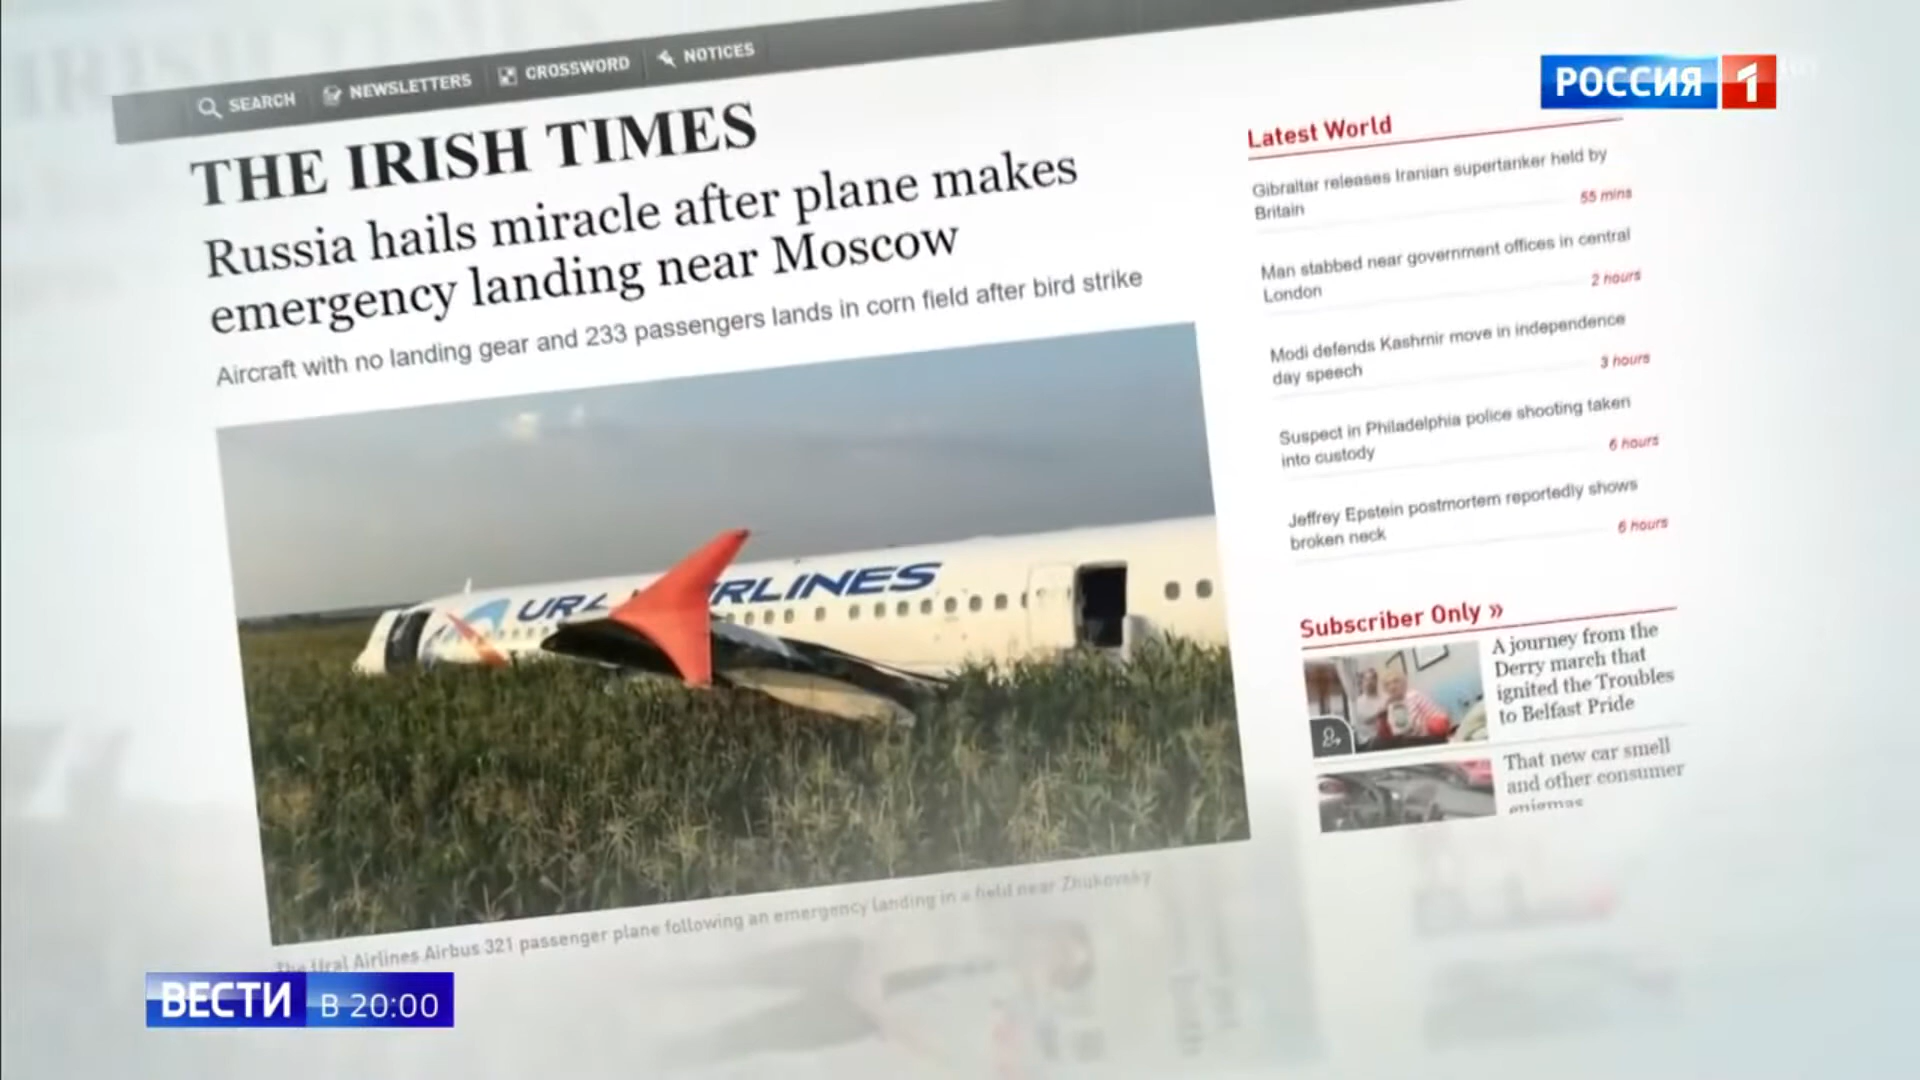 SEARCH
NEWSLETTERS
CROSSWORD
NOTICES
РОССИЯ 1
THE IRISH TIMES
Russia hails miracle after plane makes
emergency landing near Moscow
Aircraft with no landing gear and 233 passengers lands in corn field after bird strike
URAL AIRLINES
The Ural Airlines Airbus 321 passenger plane following an emergency landing in a field near Zhukovsky
Latest World
Gibraltar releases Iranian supertanker held by
Britain
55 mins
Man stabbed near government offices in central
London
2 hours
Modi defends Kashmir move in independence
day speech
3 hours
Suspect in Philadelphia police shooting taken
into custody
6 hours
Jeffrey Epstein postmortem reportedly shows
broken neck
6 hours
Subscriber Only »
A journey from the
Derry march that
ignited the Troubles
to Belfast Pride
That new car smell
and other consumer
enigmas
ВЕСТИ В 20:00